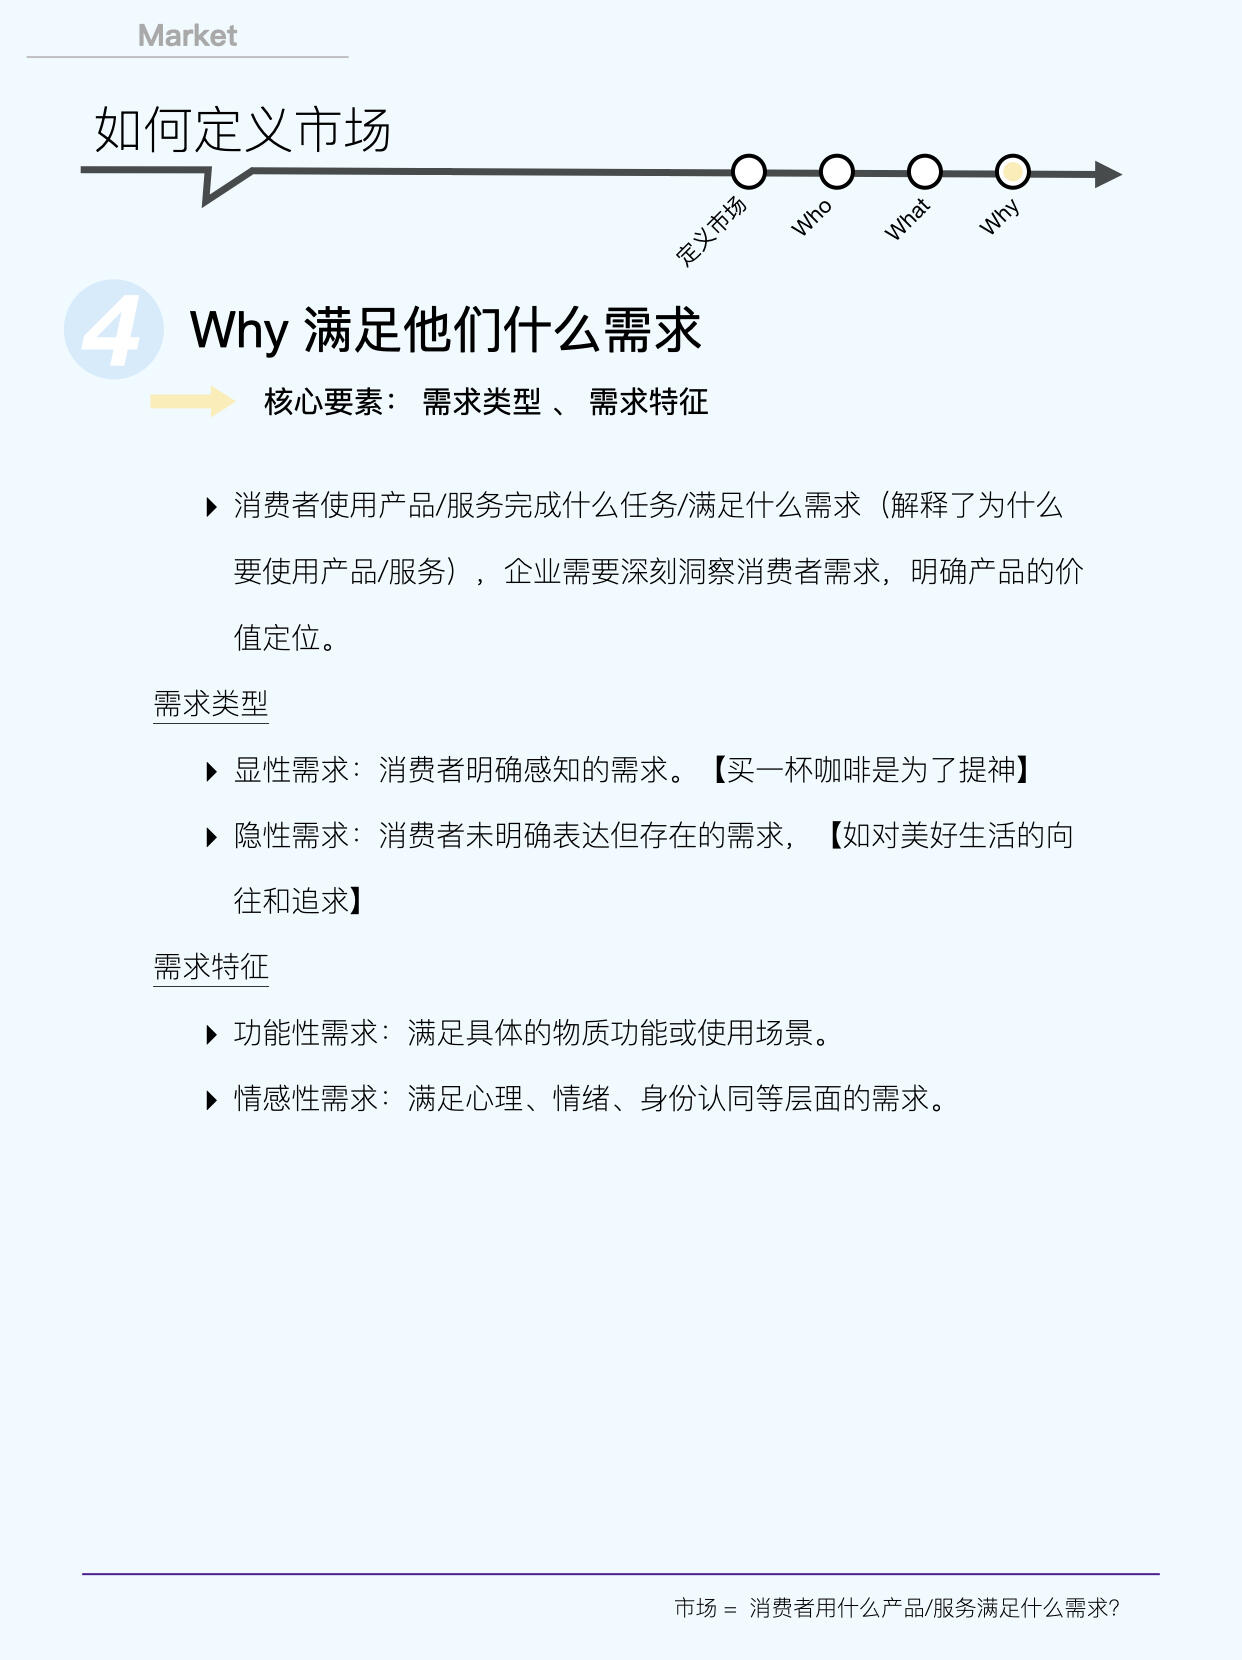 Market
如何定义市场
定义市场
Who
What
Why
4
Why 满足他们什么需求
核心要素： 需求类型 、 需求特征
消费者使用产品/服务完成什么任务/满足什么需求（解释了为什么
要使用产品/服务），企业需要深刻洞察消费者需求，明确产品的价
值定位。
需求类型
显性需求：消费者明确感知的需求。【买一杯咖啡是为了提神】
隐性需求：消费者未明确表达但存在的需求，【如对美好生活的向
往和追求】
需求特征
功能性需求：满足具体的物质功能或使用场景。
情感性需求：满足心理、情绪、身份认同等层面的需求。
市场 = 消费者用什么产品/服务满足什么需求？